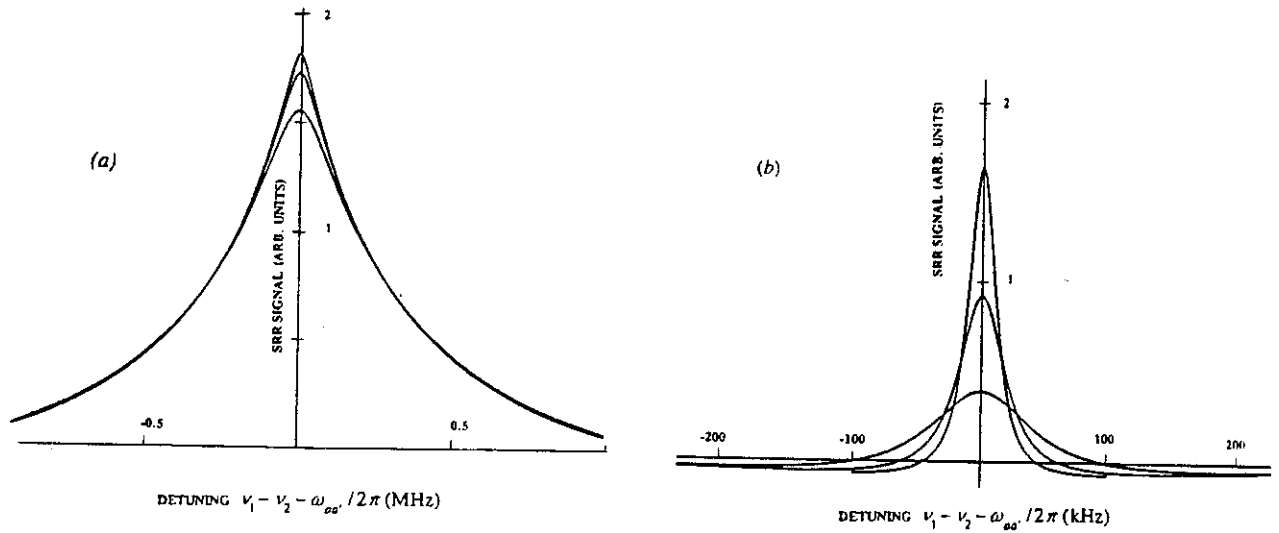 (a)
2
1
SRR SIGNAL (ARB. UNITS)
-0.5
0.5
DETUNING ν₁ − ν₂ − ω_aa' /2π (MHz)
(b)
2
1
SRR SIGNAL (ARB. UNITS)
-200
-100
100
200
DETUNING ν₁ − ν₂ − ω_aa' /2π (kHz)